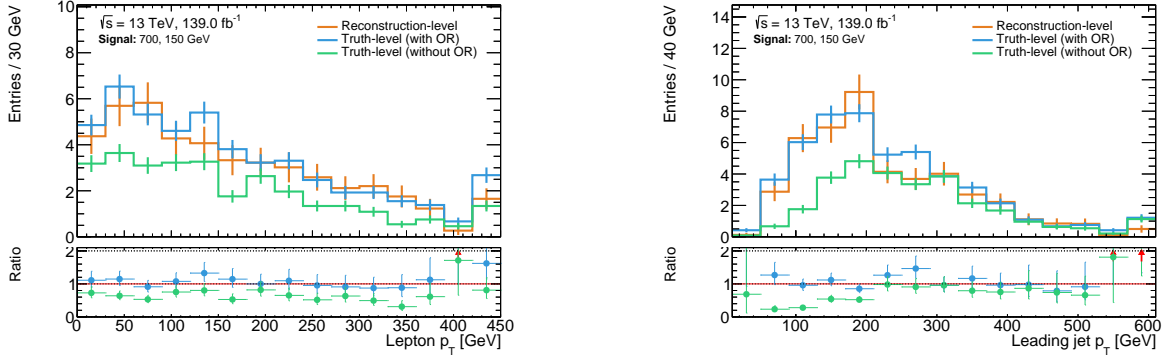 √s = 13 TeV, 139.0 fb⁻¹
Signal: 700, 150 GeV
Reconstruction-level
Truth-level (with OR)
Truth-level (without OR)
Entries / 30 GeV
10
8
6
4
2
0
Ratio
2
1
0
0 50 100 150 200 250 300 350 400 450
Lepton p_T [GeV]
√s = 13 TeV, 139.0 fb⁻¹
Signal: 700, 150 GeV
Reconstruction-level
Truth-level (with OR)
Truth-level (without OR)
Entries / 40 GeV
14
12
10
8
6
4
2
0
Ratio
2
1
0
100 200 300 400 500 600
Leading jet p_T [GeV]